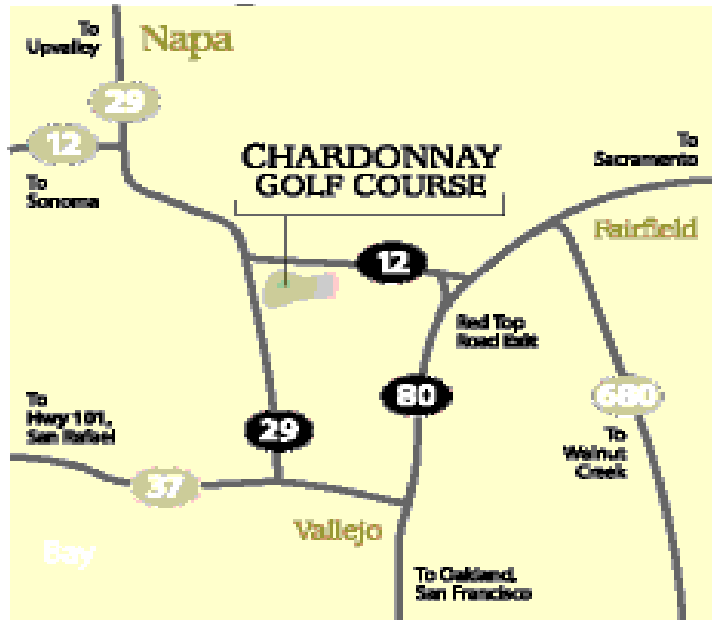 To
Upvalley
Napa
29
12
To
Sonoma
CHARDONNAY
GOLF COURSE
To
Sacramento
Fairfield
12
Red Top
Road Exit
80
680
To
Hwy 101,
San Rafael
29
To
Walnut
Creek
37
Vallejo
Bay
To Oakland,
San Francisco